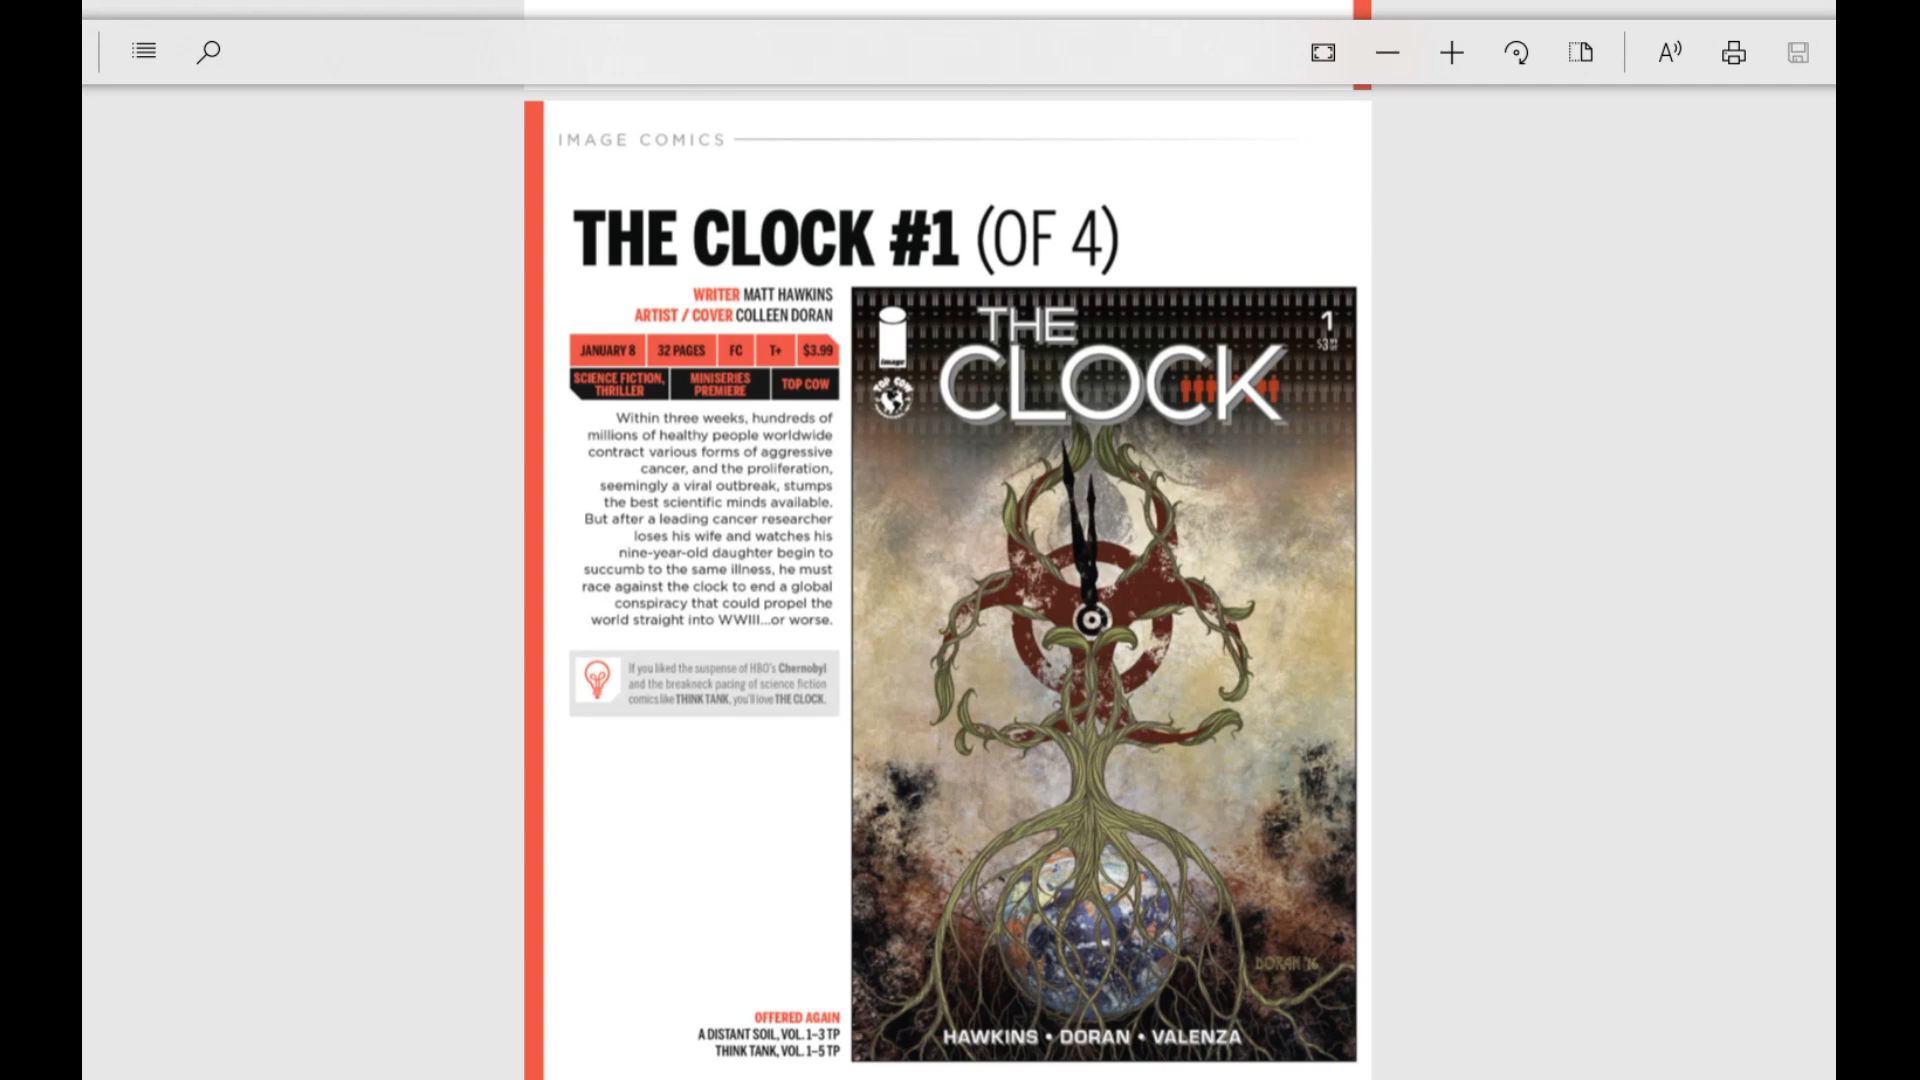 IMAGE COMICS
THE CLOCK #1 (OF 4)
WRITER MATT HAWKINS
ARTIST / COVER COLLEEN DORAN
JANUARY 8 32 PAGES FC T+ $3.99
SCIENCE FICTION,
THRILLER
MINISERIES
PREMIERE
TOP COW
Within three weeks, hundreds of
millions of healthy people worldwide
contract various forms of aggressive
cancer, and the proliferation,
seemingly a viral outbreak, stumps
the best scientific minds available.
But after a leading cancer researcher
loses his wife and watches his
nine-year-old daughter begin to
succumb to the same illness, he must
race against the clock to end a global
conspiracy that could propel the
world straight into WWIII...or worse.
If you liked the suspense of HBO's Chernobyl
and the breakneck pacing of science fiction
comics like THINK TANK, you'll love THE CLOCK.
OFFERED AGAIN
A DISTANT SOIL, VOL. 1–3 TP
THINK TANK, VOL. 1–5 TP
image
TOP COW
THE
CLOCK
1
DORAN '16
HAWKINS • DORAN • VALENZA